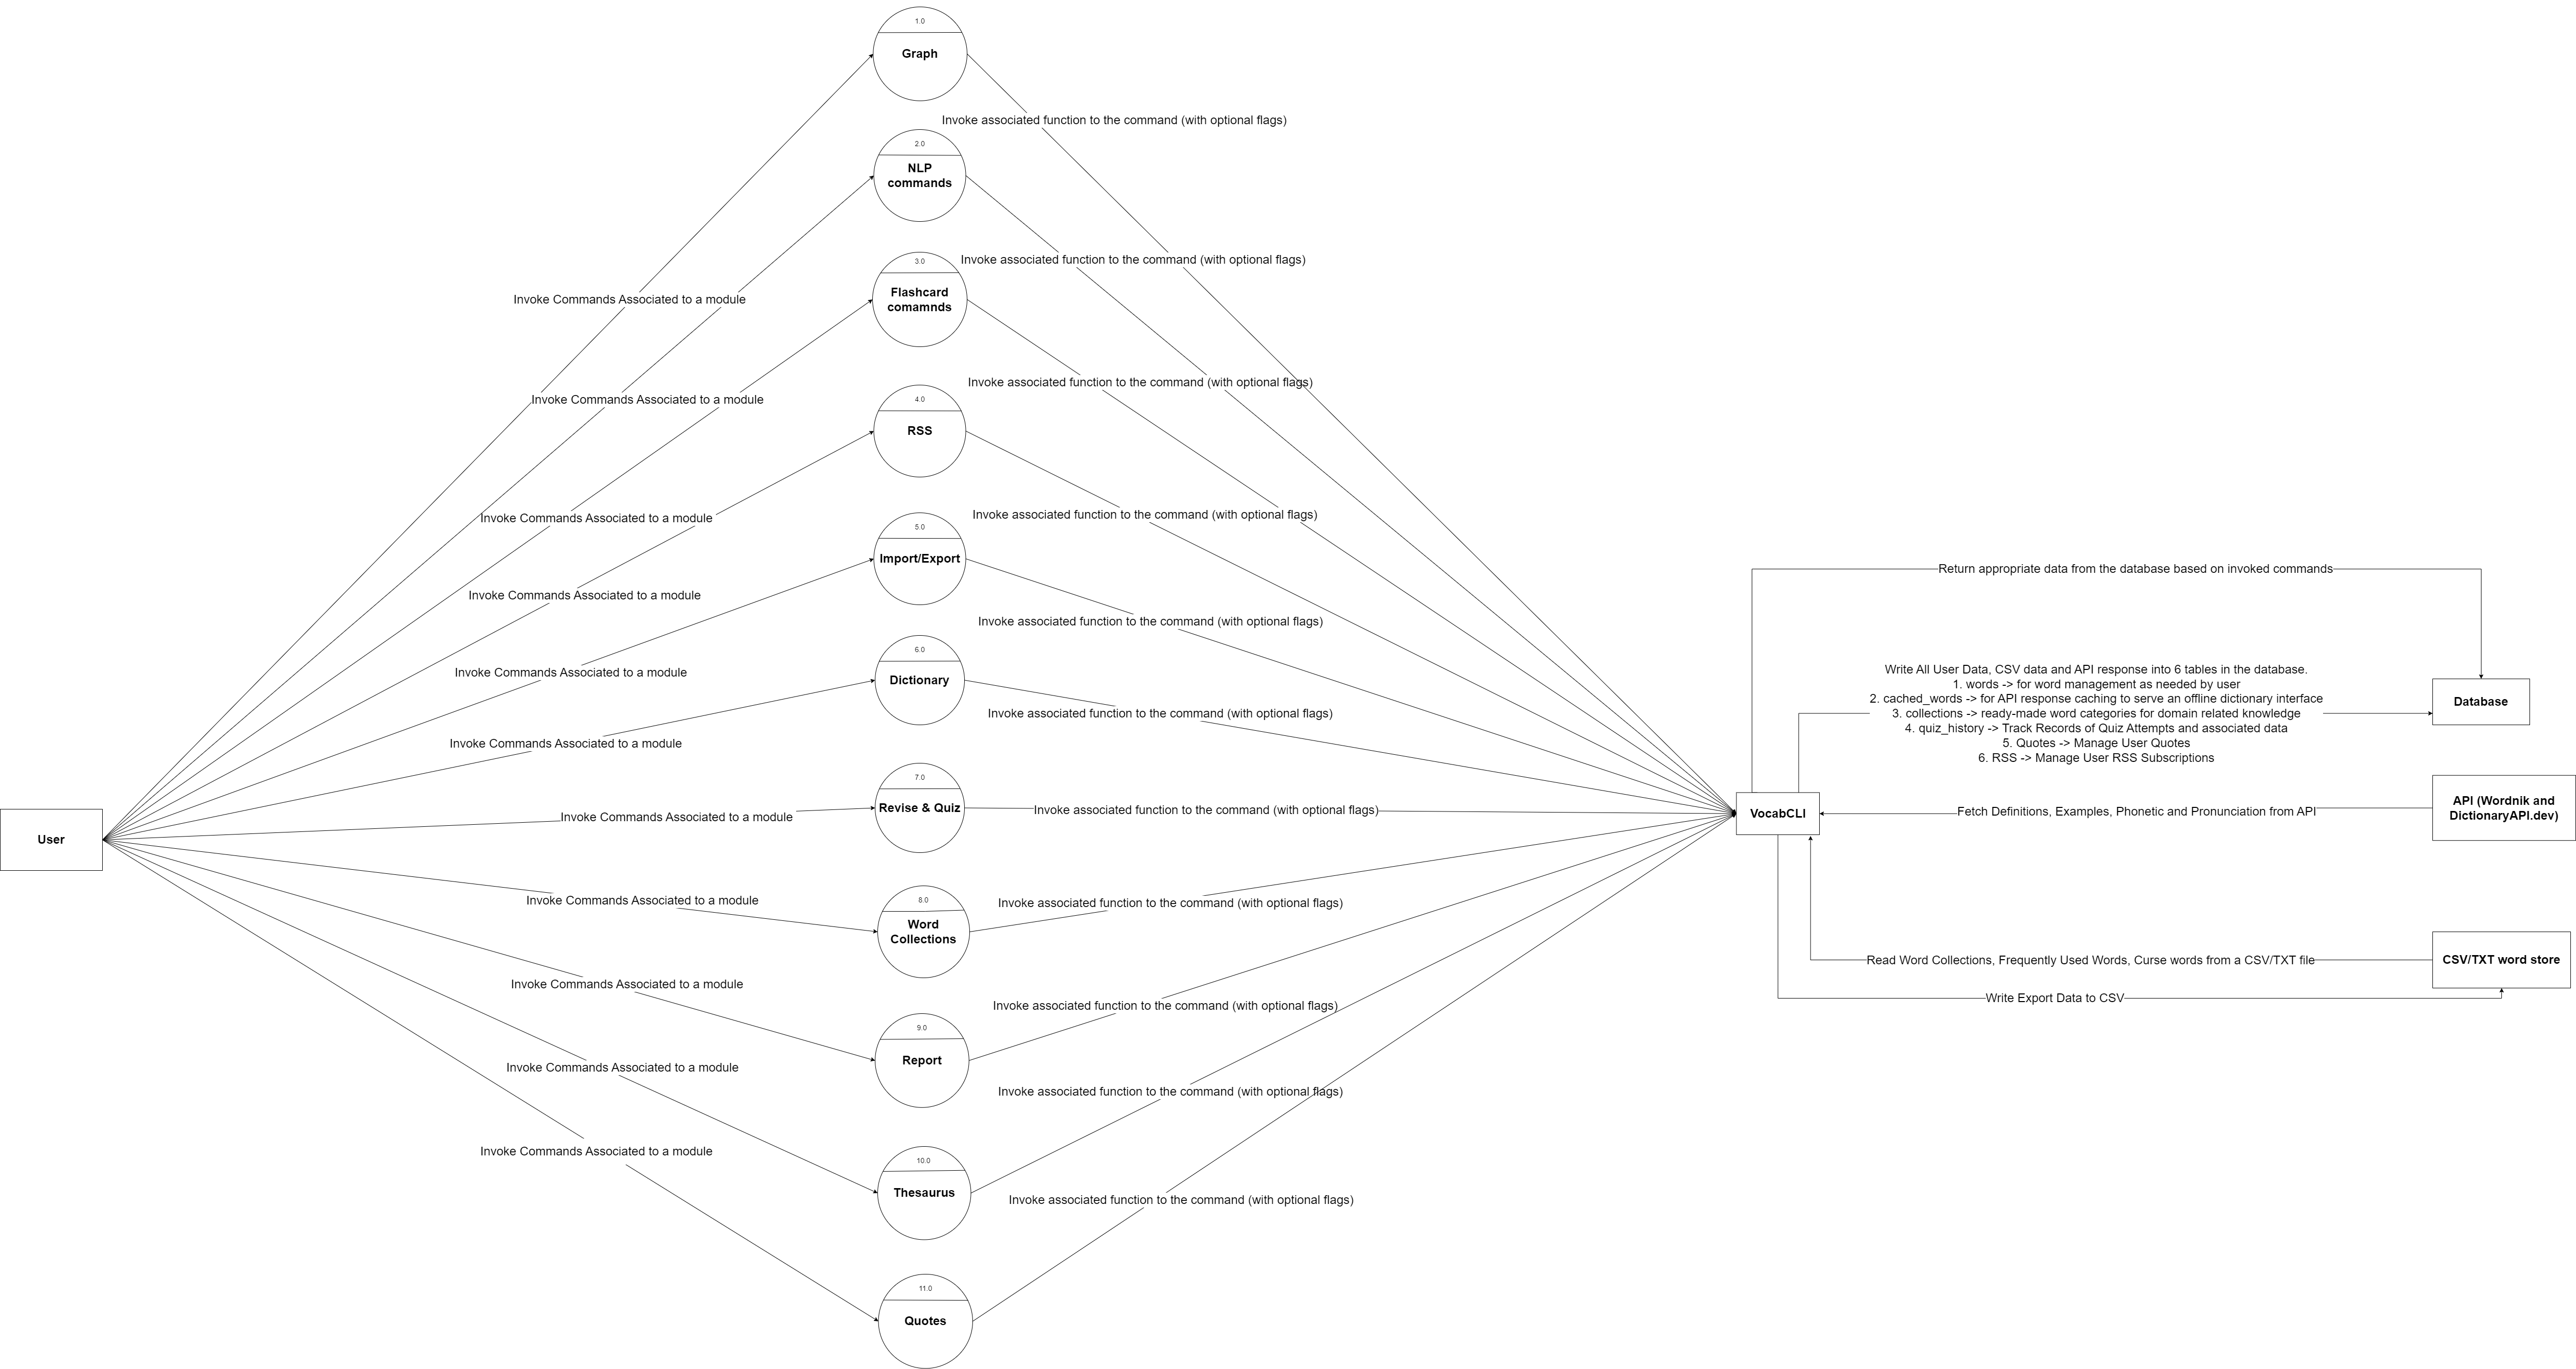 1.0
Graph
Invoke associated function to the command (with optional flags)
2.0
NLP
commands
Invoke associated function to the command (with optional flags)
3.0
Flashcard
comamnds
Invoke Commands Associated to a module
Invoke associated function to the command (with optional flags)
Invoke Commands Associated to a module
4.0
RSS
Invoke Commands Associated to a module
Invoke associated function to the command (with optional flags)
5.0
Import/Export
Invoke Commands Associated to a module
Invoke associated function to the command (with optional flags)
6.0
Dictionary
Invoke Commands Associated to a module
Invoke associated function to the command (with optional flags)
Invoke Commands Associated to a module
7.0
Revise & Quiz
Invoke Commands Associated to a module
Invoke associated function to the command (with optional flags)
User
Invoke Commands Associated to a module
8.0
Word
Collections
Invoke associated function to the command (with optional flags)
Invoke Commands Associated to a module
9.0
Report
Invoke associated function to the command (with optional flags)
Invoke Commands Associated to a module
Invoke associated function to the command (with optional flags)
Invoke Commands Associated to a module
10.0
Thesaurus
Invoke associated function to the command (with optional flags)
11.0
Quotes
Return appropriate data from the database based on invoked commands
Write All User Data, CSV data and API response into 6 tables in the database.
1. words -> for word management as needed by user
2. cached_words -> for API response caching to serve an offline dictionary interface
3. collections -> ready-made word categories for domain related knowledge
4. quiz_history -> Track Records of Quiz Attempts and associated data
5. Quotes -> Manage User Quotes
6. RSS -> Manage User RSS Subscriptions
Database
VocabCLI
Fetch Definitions, Examples, Phonetic and Pronunciation from API
API (Wordnik and
DictionaryAPI.dev)
Read Word Collections, Frequently Used Words, Curse words from a CSV/TXT file
CSV/TXT word store
Write Export Data to CSV